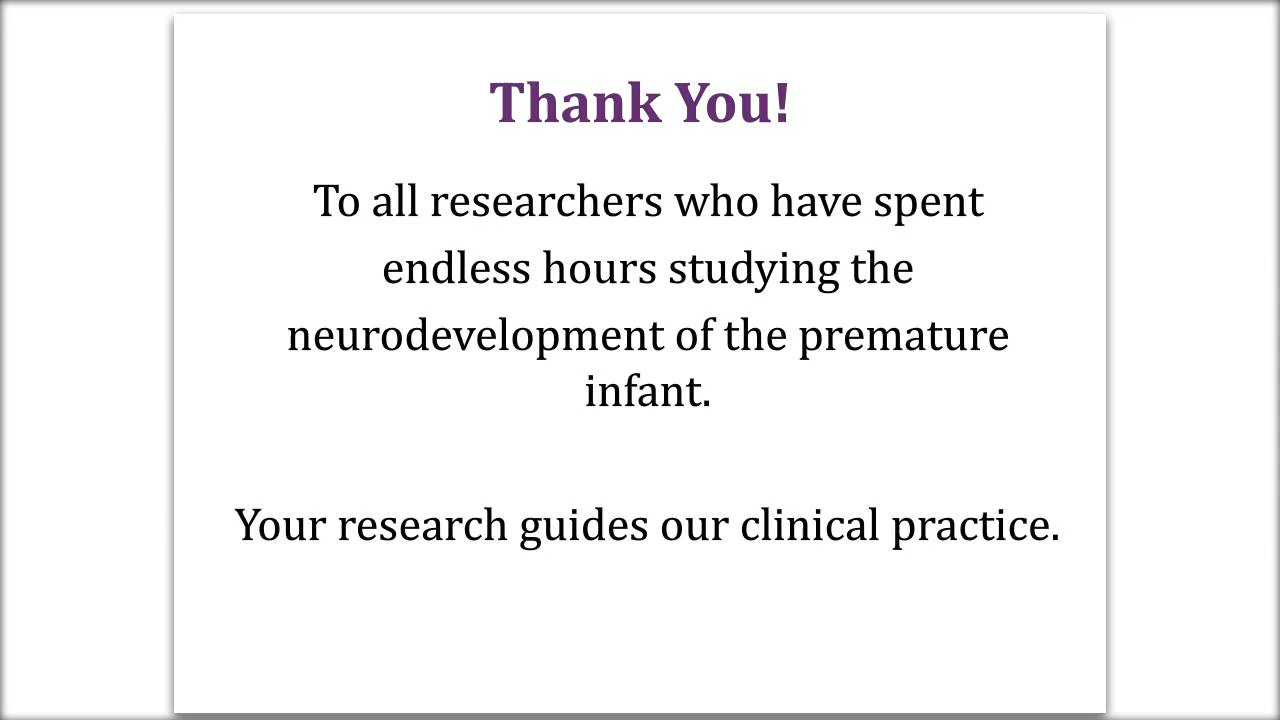 Thank You!
To all researchers who have spent
endless hours studying the
neurodevelopment of the premature
infant.
Your research guides our clinical practice.